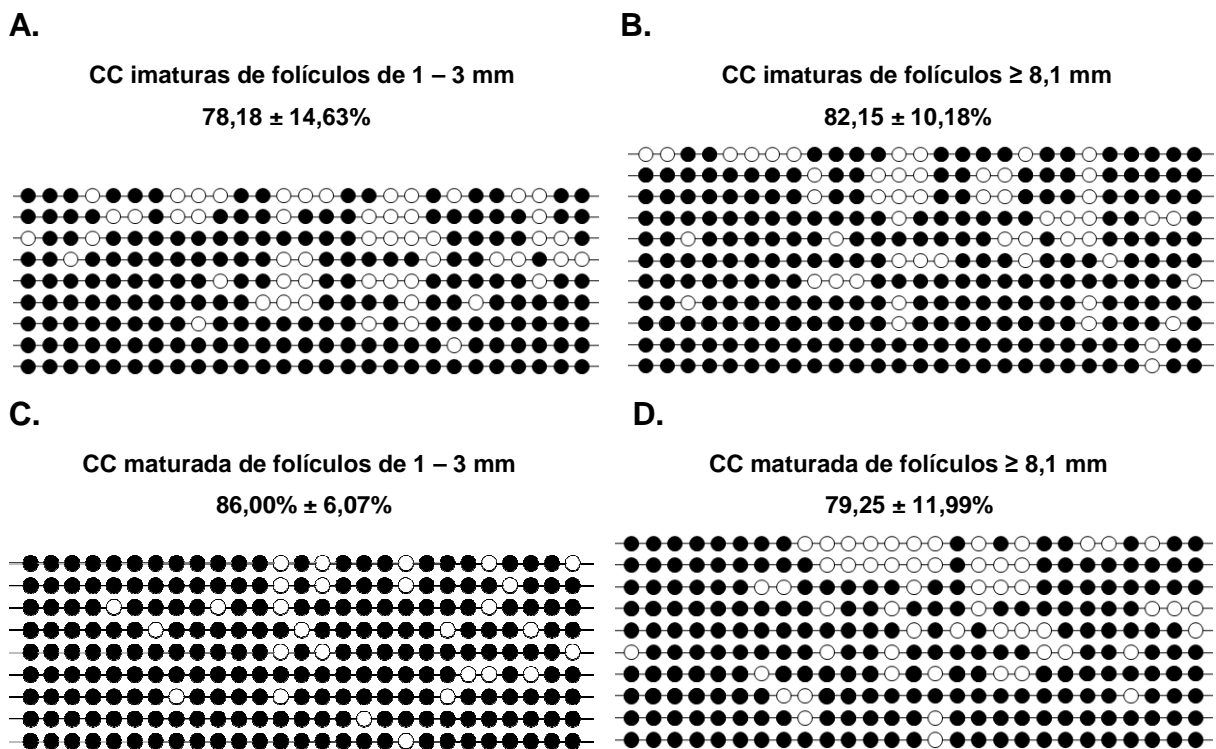 A.
CC imaturas de folículos de 1 – 3 mm
78,18 ± 14,63%
B.
CC imaturas de folículos ≥ 8,1 mm
82,15 ± 10,18%
C.
CC maturada de folículos de 1 – 3 mm
86,00% ± 6,07%
D.
CC maturada de folículos ≥ 8,1 mm
79,25 ± 11,99%